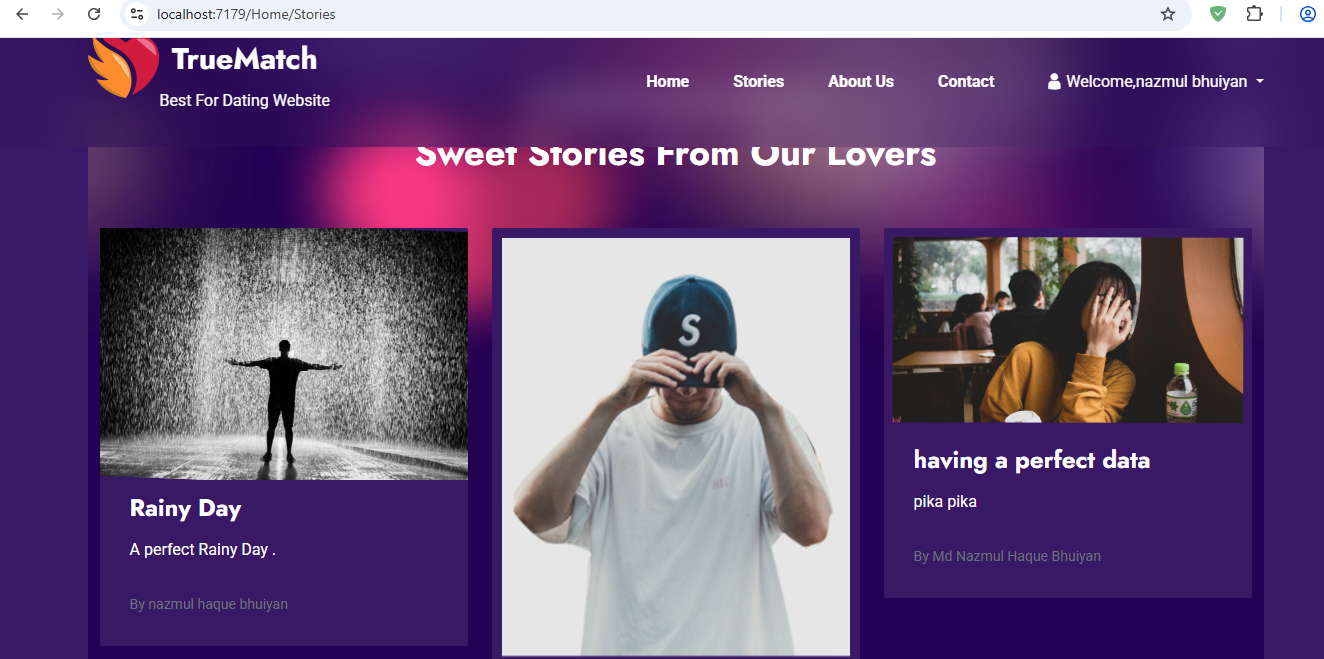 localhost:7179/Home/Stories
TrueMatch
Best For Dating Website
Home
Stories
About Us
Contact
Welcome,nazmul bhuiyan
Sweet Stories From Our Lovers
S
Rainy Day
A perfect Rainy Day .
By nazmul haque bhuiyan
having a perfect data
pika pika
By Md Nazmul Haque Bhuiyan